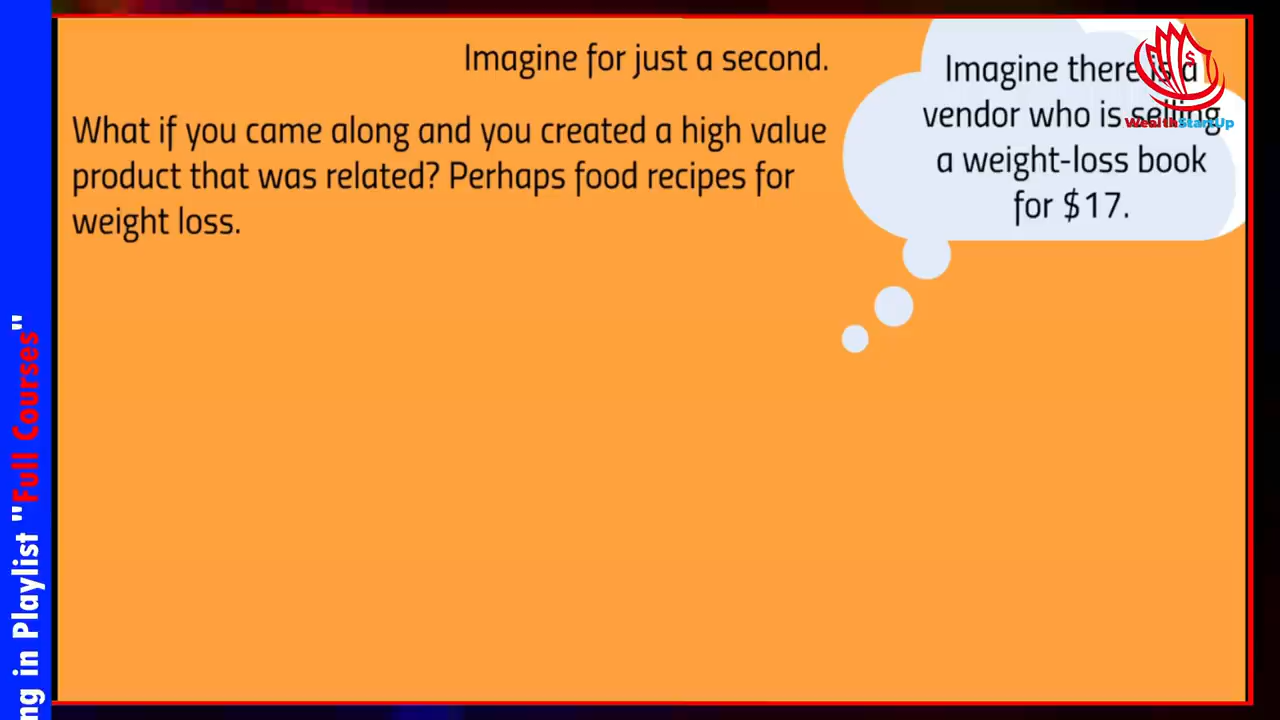 Imagine for just a second.
What if you came along and you created a high value
product that was related? Perhaps food recipes for
weight loss.
Imagine there is a
vendor who is selling
a weight-loss book
for $17.
$
WealthStartUp
ng in Playlist "Full Courses"